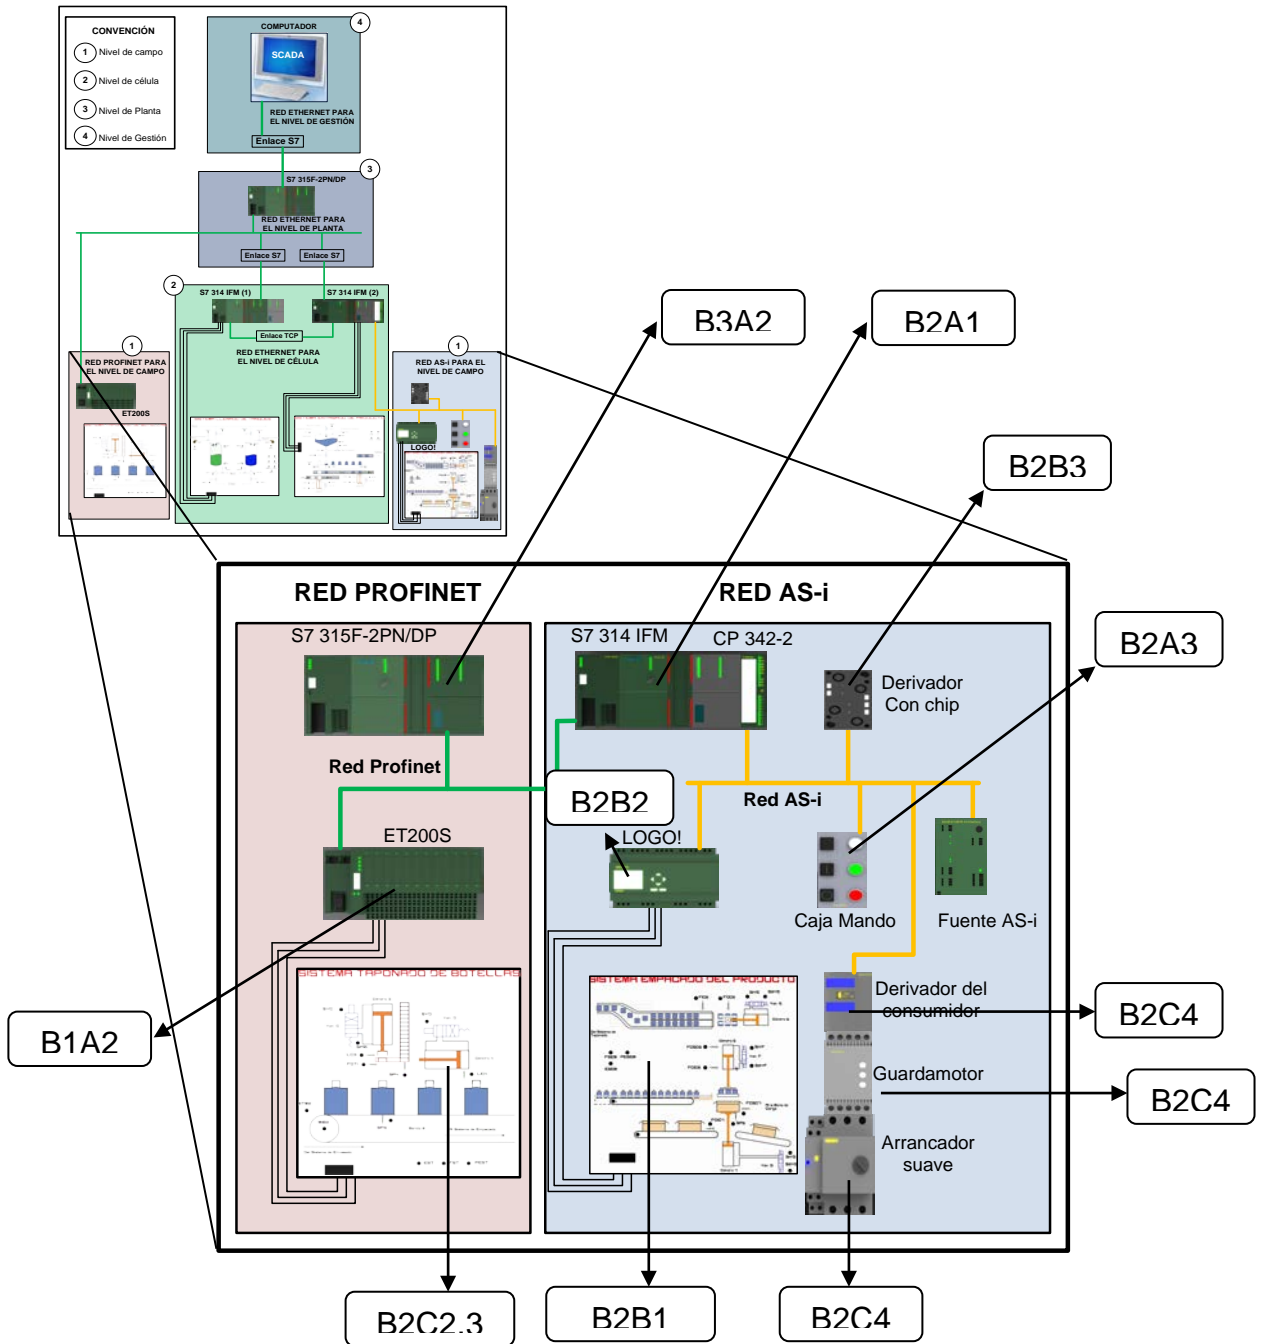 CONVENCIÓN
1 Nivel de campo
2 Nivel de célula
3 Nivel de Planta
4 Nivel de Gestión
COMPUTADOR
4
SCADA
RED ETHERNET PARA
EL NIVEL DE GESTIÓN
Enlace S7
3
S7 315F-2PN/DP
RED ETHERNET PARA
EL NIVEL DE PLANTA
Enlace S7
Enlace S7
2
S7 314 IFM (1)
S7 314 IFM (2)
Enlace TCP
RED ETHERNET PARA
EL NIVEL DE CÉLULA
1
RED PROFINET PARA
EL NIVEL DE CAMPO
ET200S
1
RED AS-i PARA EL
NIVEL DE CAMPO
LOGO!
B3A2
B2A1
B2B3
B2A3
RED PROFINET
RED AS-i
S7 315F-2PN/DP
S7 314 IFM
CP 342-2
Derivador
Con chip
Red Profinet
B2B2
Red AS-i
ET200S
LOGO!
Caja Mando
Fuente AS-i
SISTEMA TAPONADO DE BOTELLAS
SISTEMA EMPACADO DEL PRODUCTO
Derivador del
consumidor
B2C4
B1A2
Guardamotor
B2C4
Arrancador
suave
B2C2.3
B2B1
B2C4